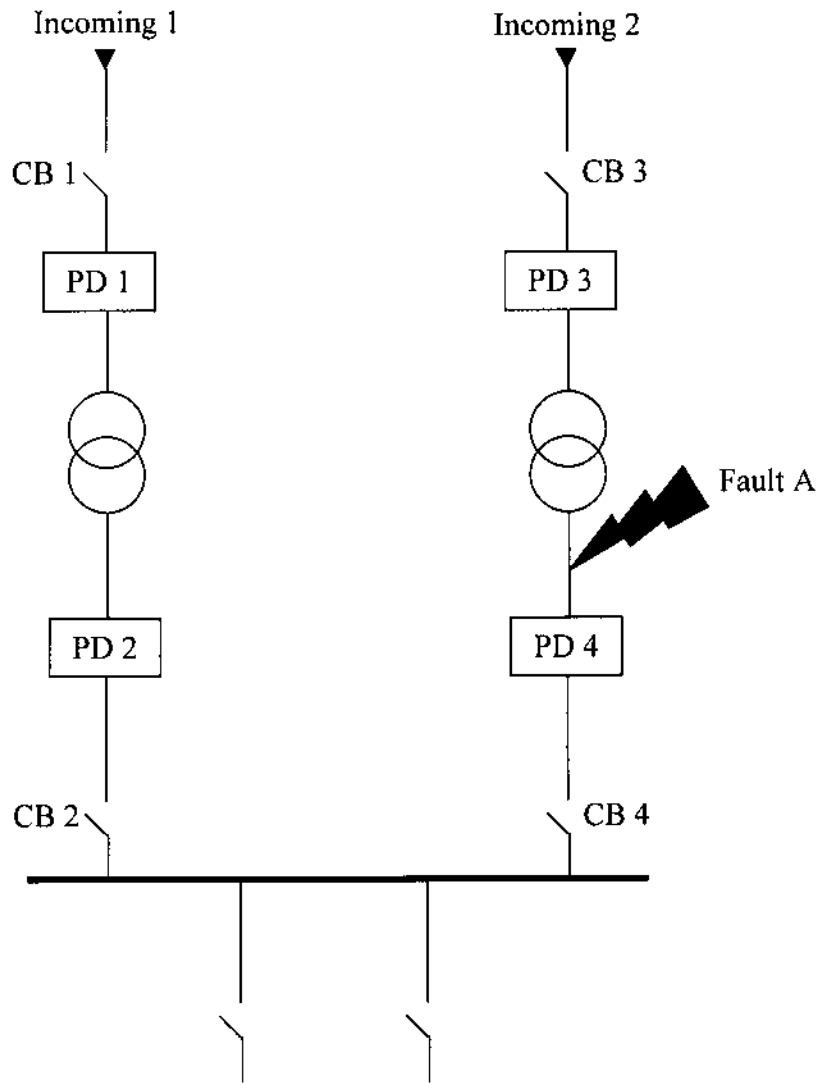 Incoming 1
Incoming 2
CB 1
CB 3
PD 1
PD 3
Fault A
PD 2
PD 4
CB 2
CB 4